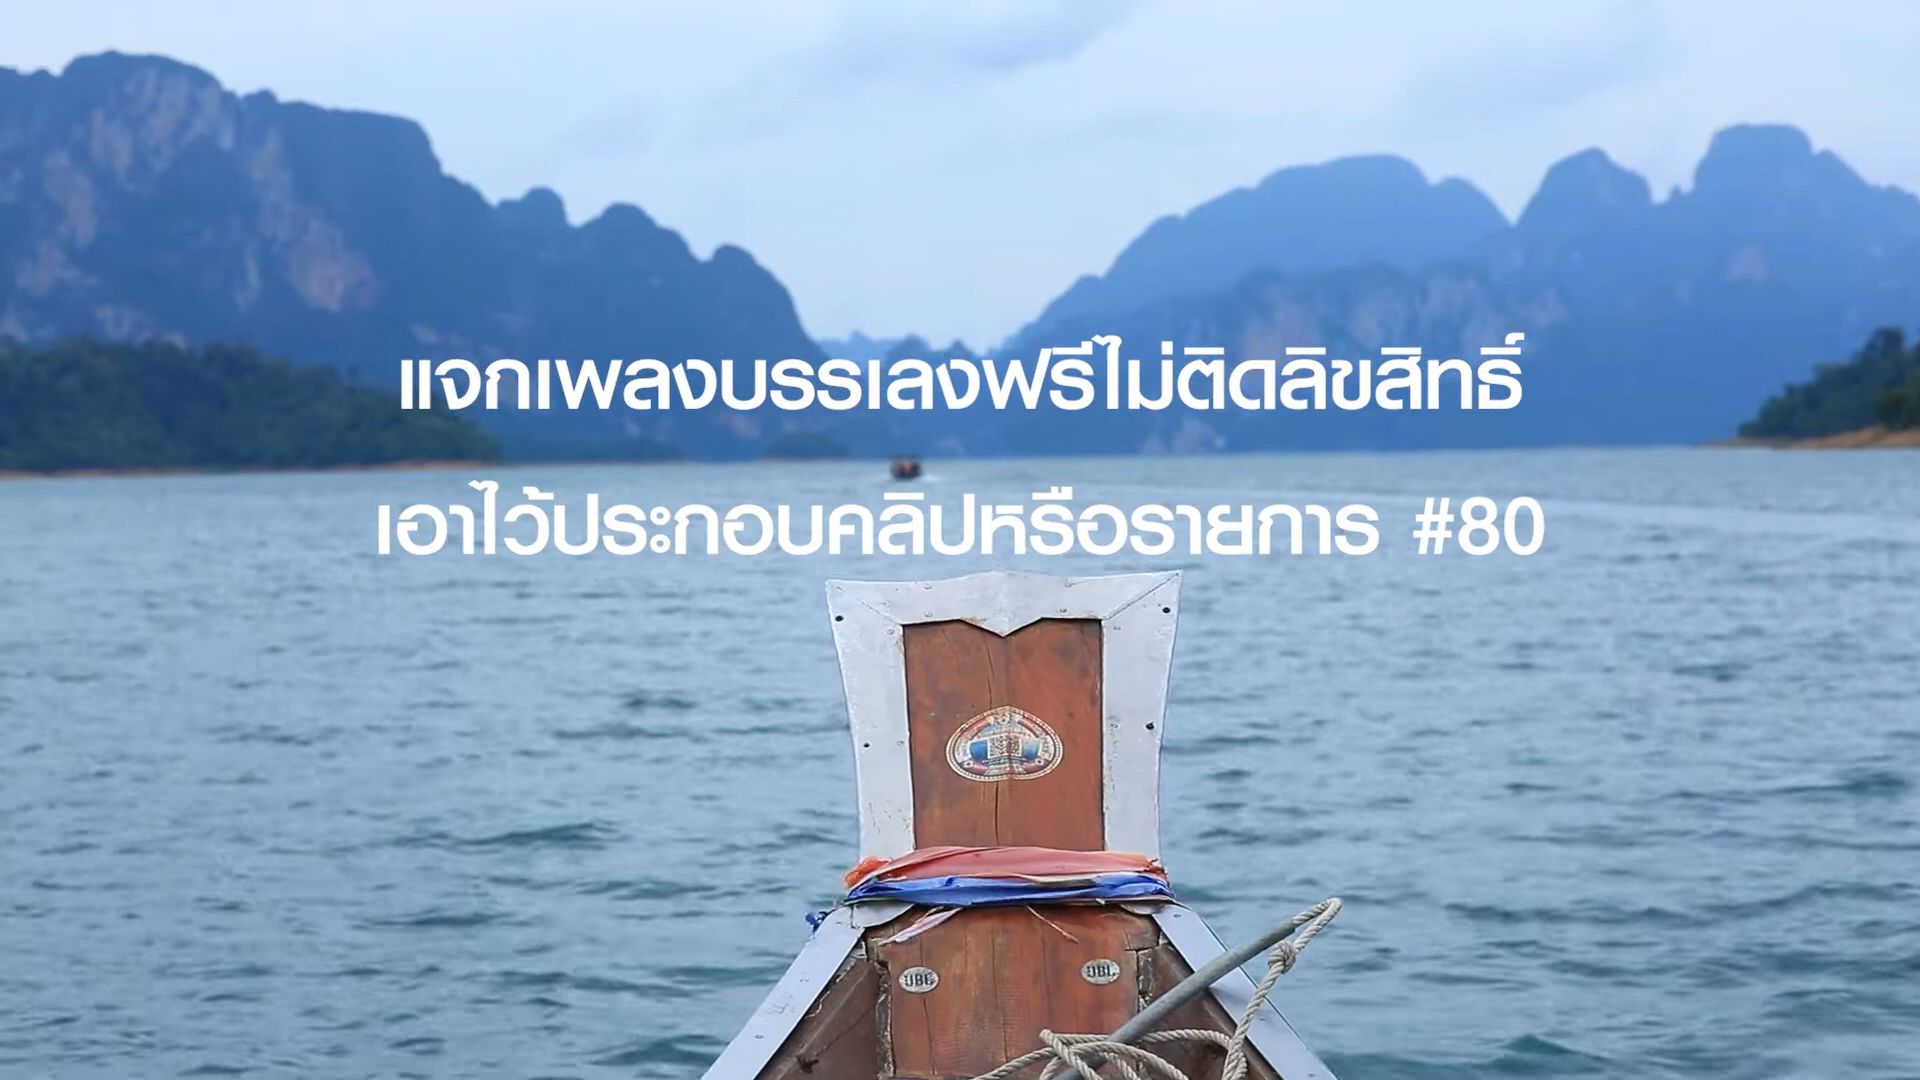 แจกเพลงบรรเลงฟรีไม่ติดลิขสิทธิ์
เอาไว้ประกอบคลิปหรือรายการ #80